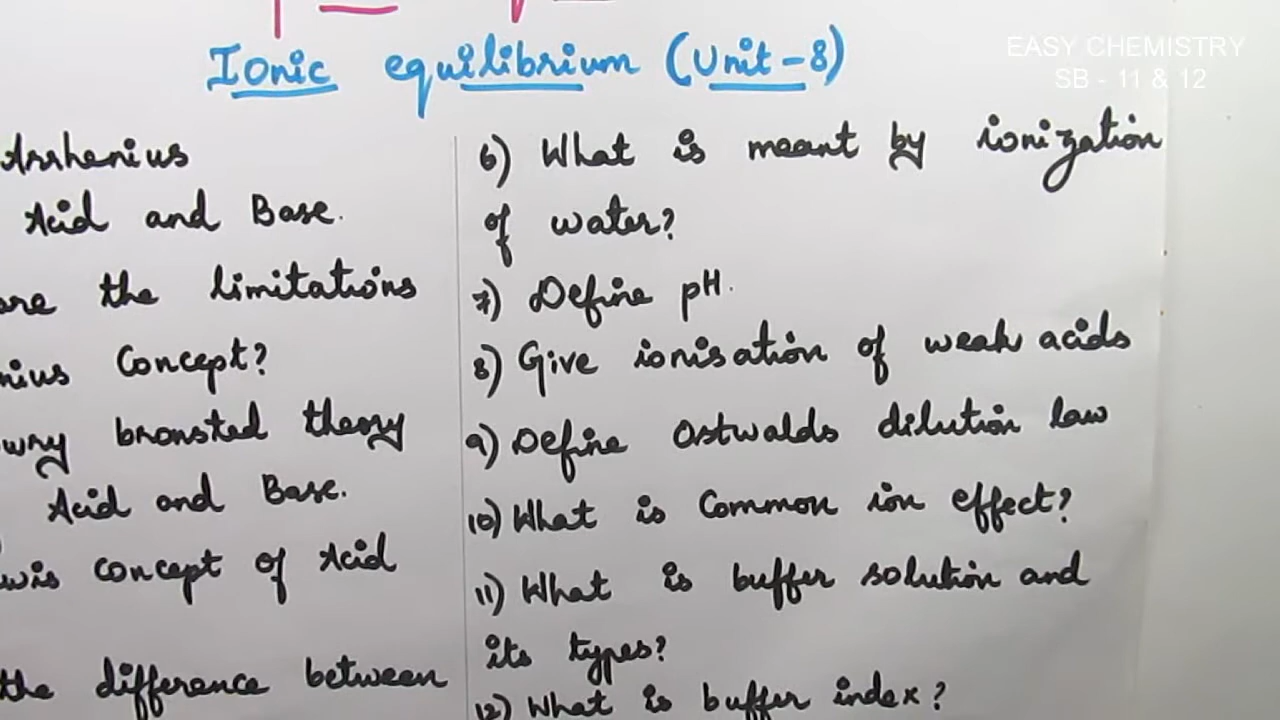 Ionic equilibrium (Unit-8)
EASY CHEMISTRY
SB - 11 & 12
Arrhenius
Acid and Base.
are the limitations
nius Concept?
owry bronsted theory
Acid and Base.
wis concept of Acid
the difference between
6) What is meant by ionization
of water?
7) Define pH.
8) Give ionisation of weak acids
9) Define Ostwalds dilution law
10) What is Common ion effect?
11) What is buffer solution and
its types?
12) What is buffer index?